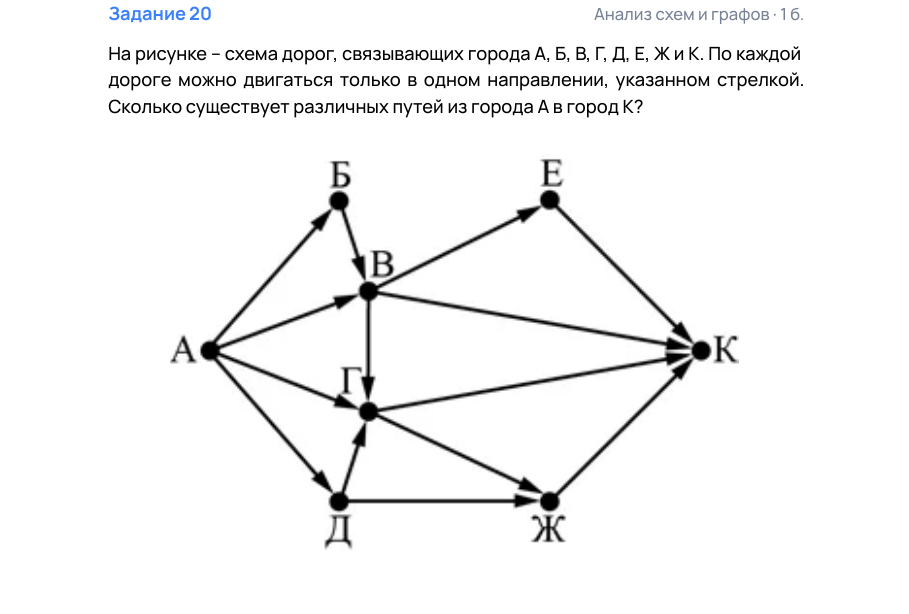 Задание 20
Анализ схем и графов · 1 б.
На рисунке – схема дорог, связывающих города А, Б, В, Г, Д, Е, Ж и К. По каждой
дороге можно двигаться только в одном направлении, указанном стрелкой.
Сколько существует различных путей из города А в город К?
Б
Е
В
А
К
Г
Д
Ж